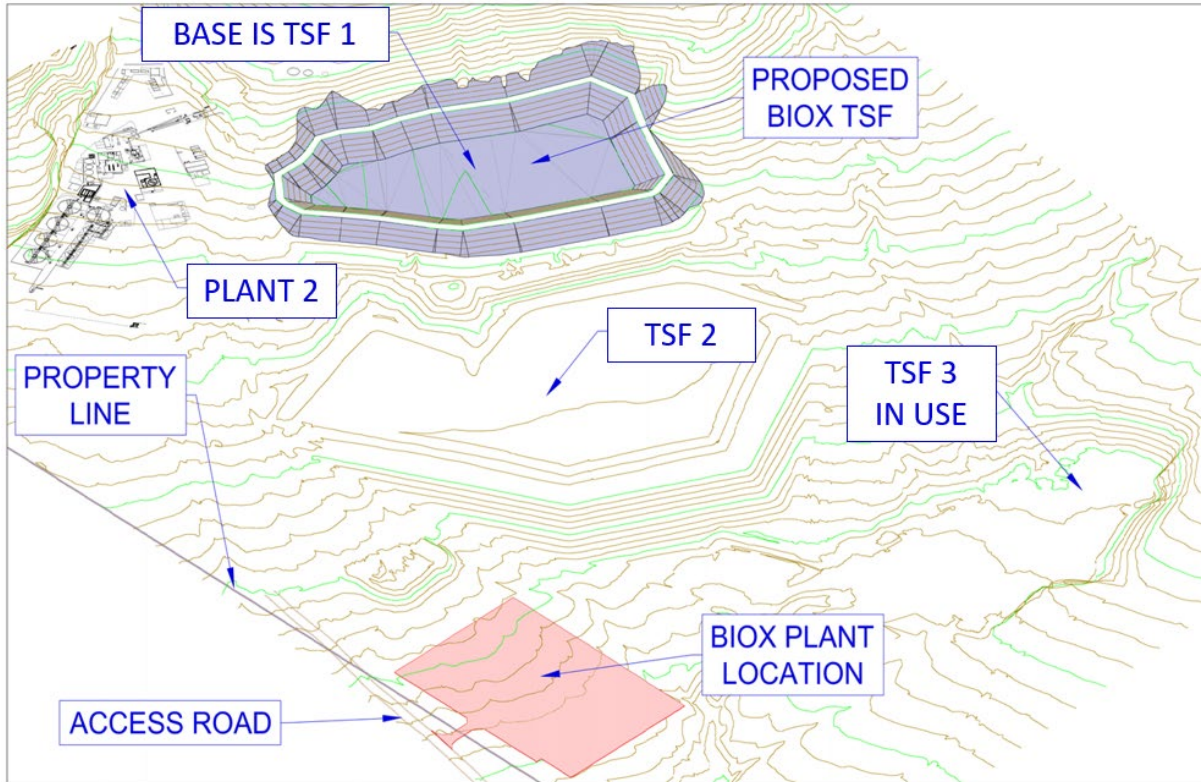 BASE IS TSF 1
PROPOSED
BIOX TSF
PLANT 2
TSF 2
PROPERTY
LINE
TSF 3
IN USE
BIOX PLANT
LOCATION
ACCESS ROAD